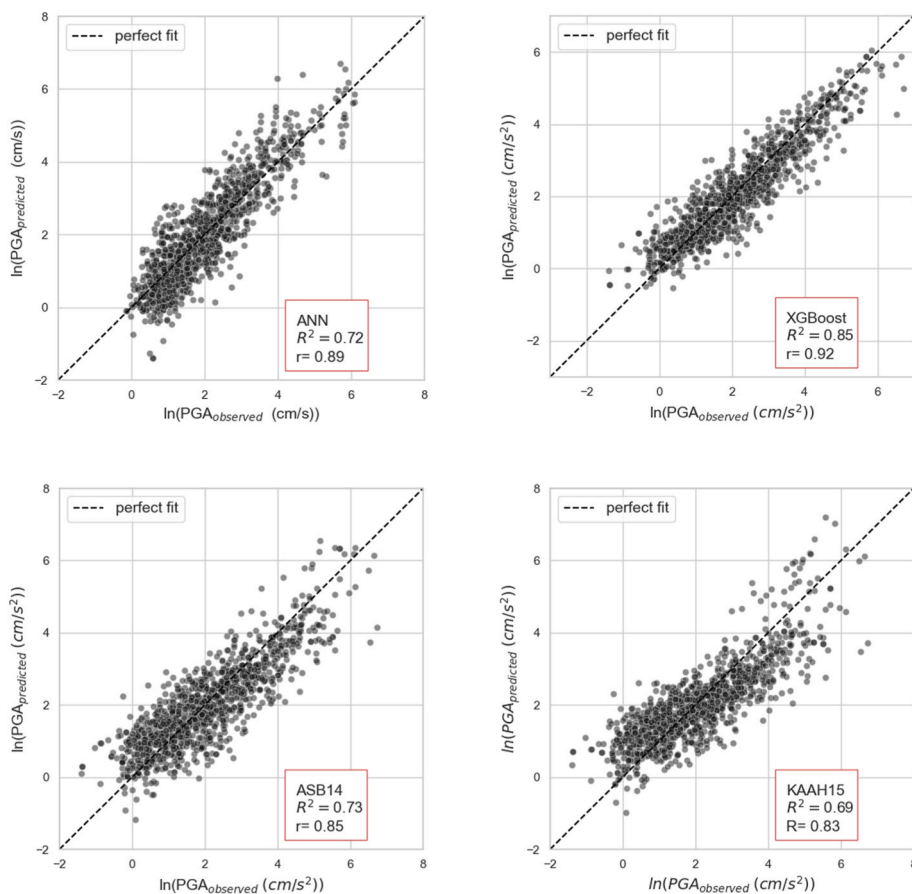 8
6
4
2
0
−2
ln(PGA_predicted (cm/s))
perfect fit
ANN
R² = 0.72
r= 0.89
−2 0 2 4 6 8
ln(PGA_observed (cm/s))
6
4
2
0
−2
ln(PGA_predicted (cm/s²))
perfect fit
XGBoost
R² = 0.85
r= 0.92
−2 0 2 4 6
ln(PGA_observed (cm/s²))
8
6
4
2
0
−2
ln(PGA_predicted (cm/s²))
perfect fit
ASB14
R² = 0.73
r= 0.85
−2 0 2 4 6 8
ln(PGA_observed (cm/s²))
8
6
4
2
0
−2
ln(PGA_predicted (cm/s²))
perfect fit
KAAH15
R² = 0.69
R= 0.83
−2 0 2 4 6 8
ln(PGA_observed (cm/s²))